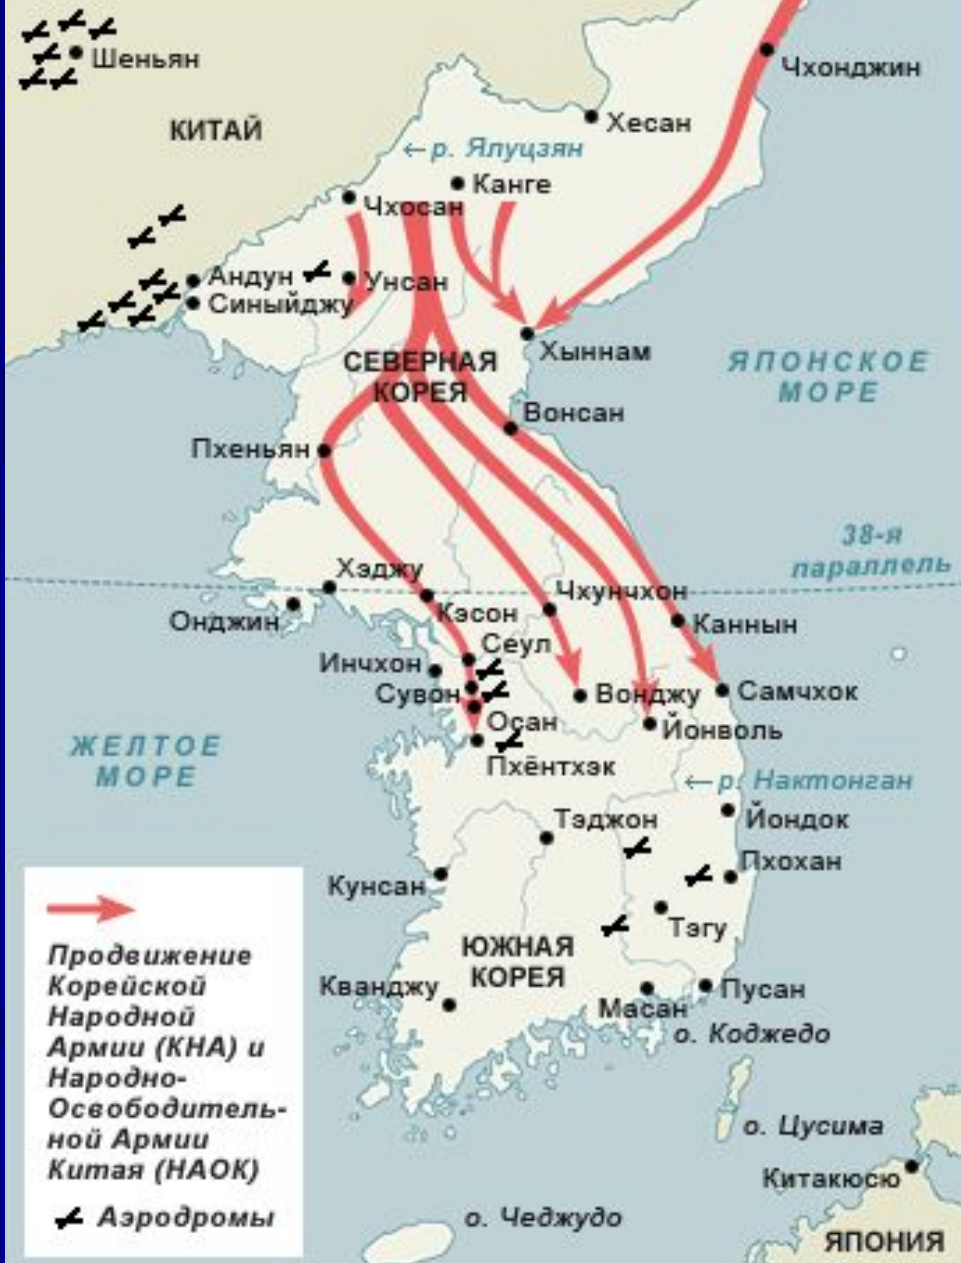 Шеньян
Чхонджин
КИТАЙ
Хесан
←р. Ялуцзян
Канге
Чхосан
Андун
Унсан
Синыйджу
Хыннам
СЕВЕРНАЯ
КОРЕЯ
ЯПОНСКОЕ
МОРЕ
Вонсан
Пхеньян
38-я
параллель
Хэджу
Чхунчхон
Онджин
Кэсон
Каннын
Сеул
Инчхон
Сувон
Вонджу
Самчхок
Осан
Йонволь
ЖЕЛТОЕ
МОРЕ
Пхёнтхэк
←р. Нактонган
Тэджон
Йондок
Пхохан
Кунсан
Тэгу
ЮЖНАЯ
КОРЕЯ
Кванджу
Масан
Пусан
о. Коджедо
о. Цусима
Китакюсю
о. Чеджудо
ЯПОНИЯ
Продвижение
Корейской
Народной
Армии (КНА) и
Народно-
Освободитель-
ной Армии
Китая (НАОК)
Аэродромы